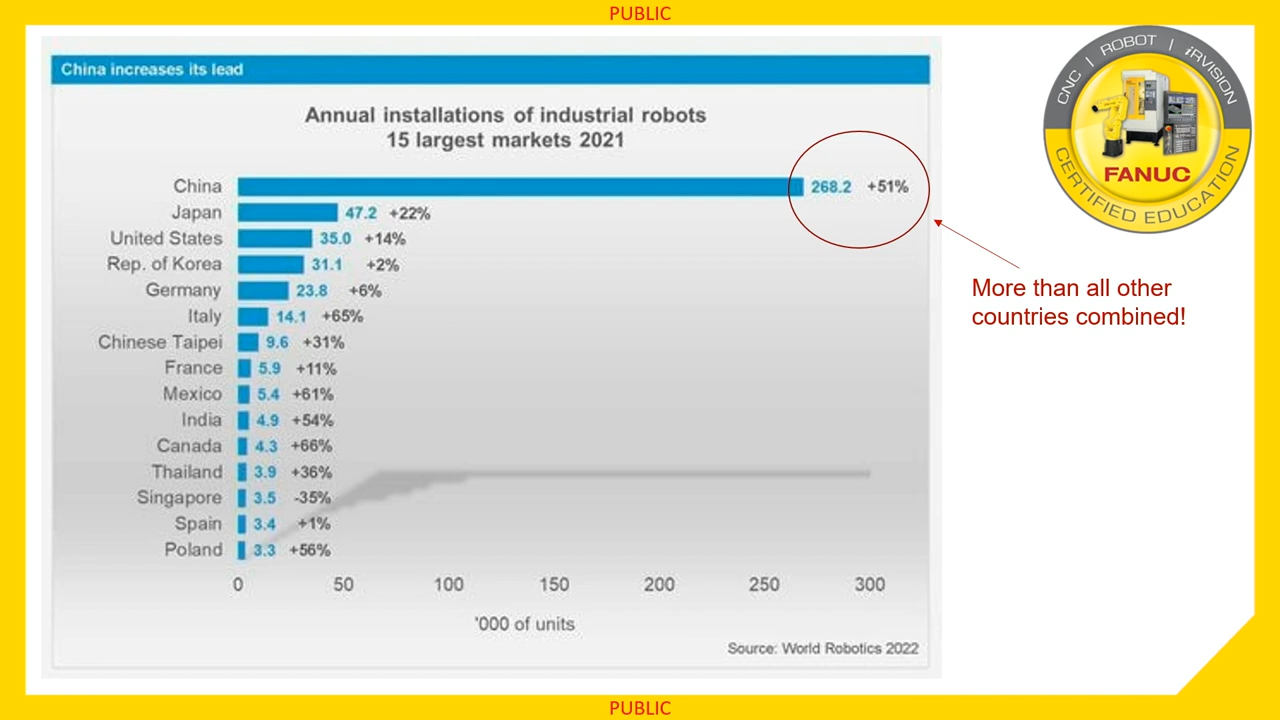 PUBLIC
China increases its lead
Annual installations of industrial robots
15 largest markets 2021
China 268.2 +51%
Japan 47.2 +22%
United States 35.0 +14%
Rep. of Korea 31.1 +2%
Germany 23.8 +6%
Italy 14.1 +65%
Chinese Taipei 9.6 +31%
France 5.9 +11%
Mexico 5.4 +61%
India 4.9 +54%
Canada 4.3 +66%
Thailand 3.9 +36%
Singapore 3.5 -35%
Spain 3.4 +1%
Poland 3.3 +56%
0 50 100 150 200 250 300
'000 of units
Source: World Robotics 2022
CNC | ROBOT | iRVISION
FANUC
CERTIFIED EDUCATION
More than all other
countries combined!
PUBLIC